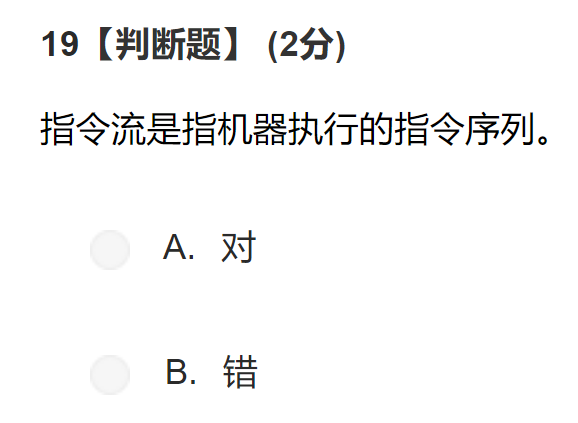 19【判断题】 (2分)
指令流是指机器执行的指令序列。
A. 对
B. 错